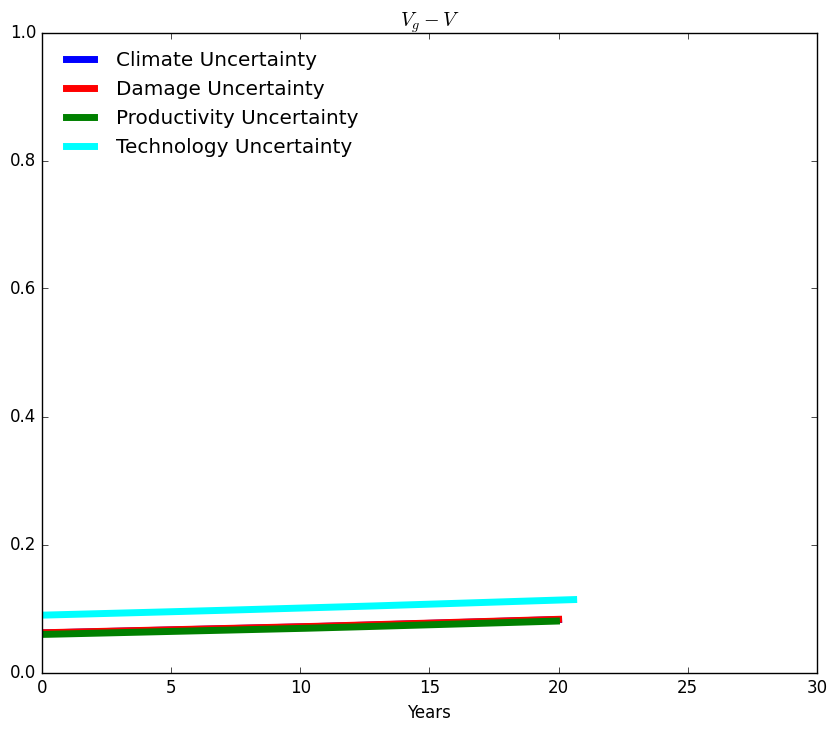 V_g − V
1.0
Climate Uncertainty
Damage Uncertainty
Productivity Uncertainty
Technology Uncertainty
0.8
0.6
0.4
0.2
0.0
0 5 10 15 20 25 30
Years